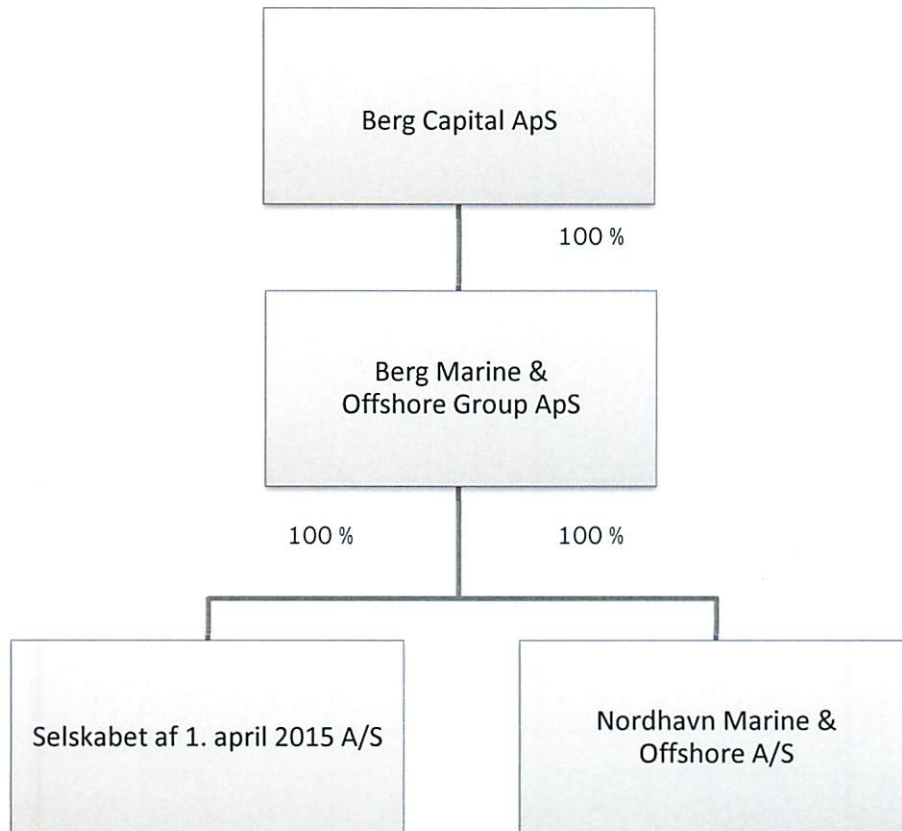 Berg Capital ApS
100 %
Berg Marine &
Offshore Group ApS
100 %
100 %
Selskabet af 1. april 2015 A/S
Nordhavn Marine &
Offshore A/S